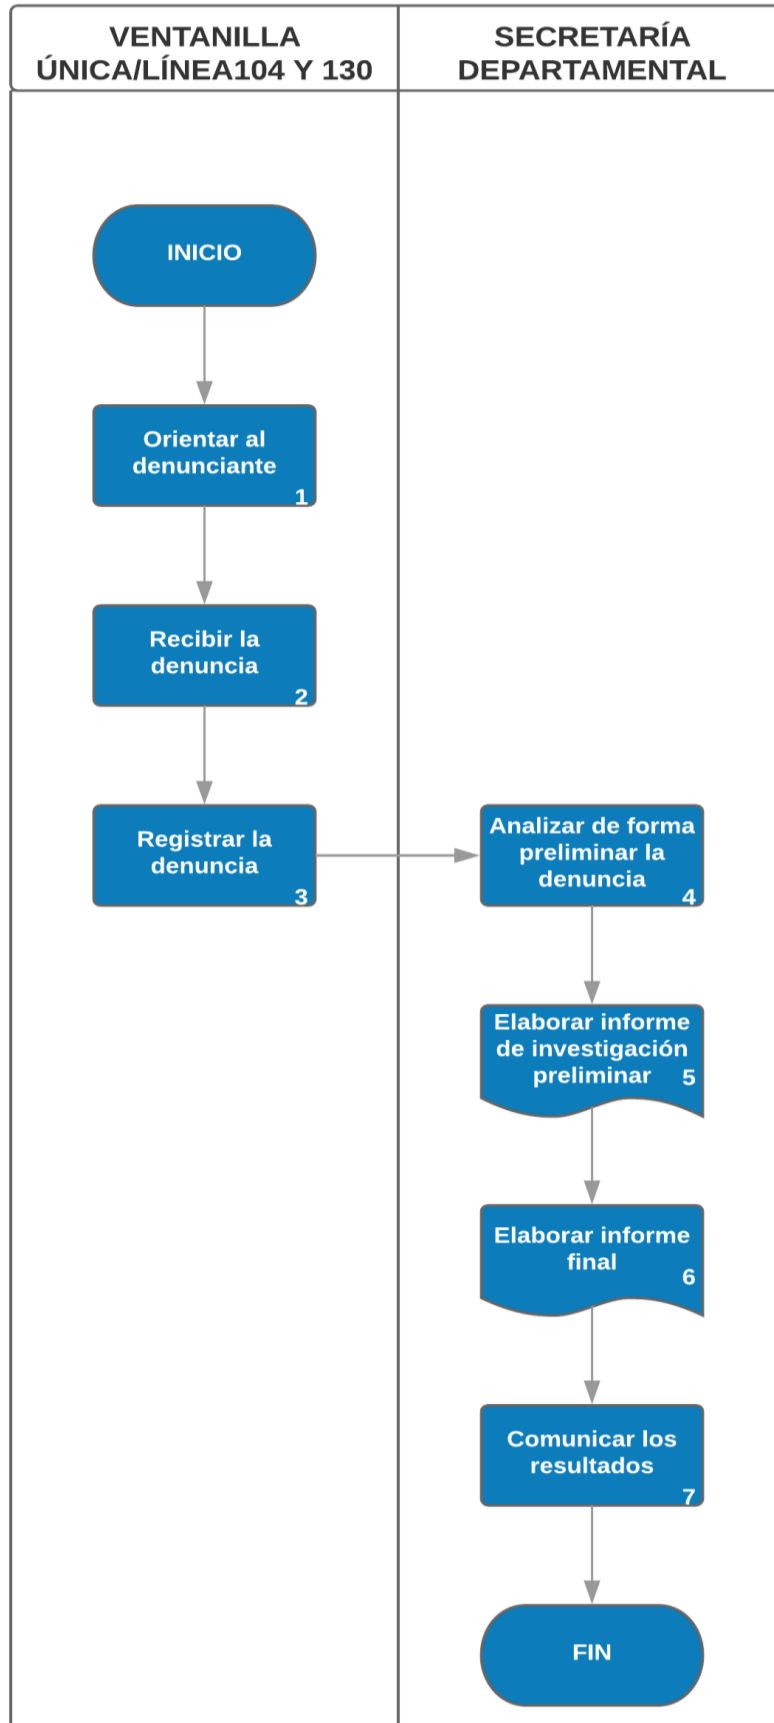 VENTANILLA
ÚNICA/LÍNEA104 Y 130
SECRETARÍA
DEPARTAMENTAL
INICIO
Orientar al
denunciante
1
Recibir la
denuncia
2
Registrar la
denuncia
3
Analizar de forma
preliminar la
denuncia
4
Elaborar informe
de investigación
preliminar 5
Elaborar informe
final
6
Comunicar los
resultados
7
FIN